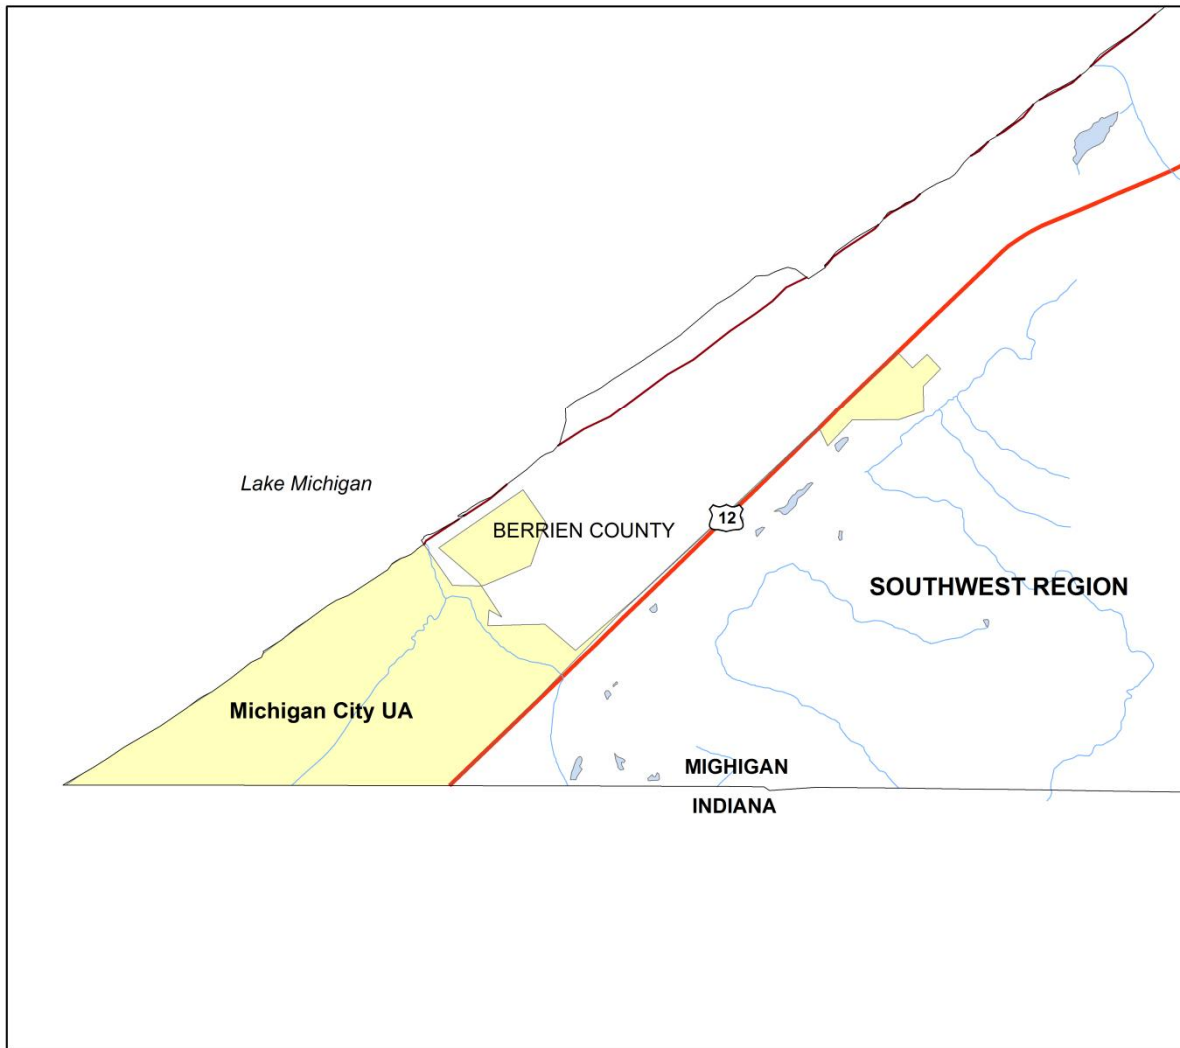 Lake Michigan
BERRIEN COUNTY
12
SOUTHWEST REGION
Michigan City UA
MIGHIGAN
INDIANA